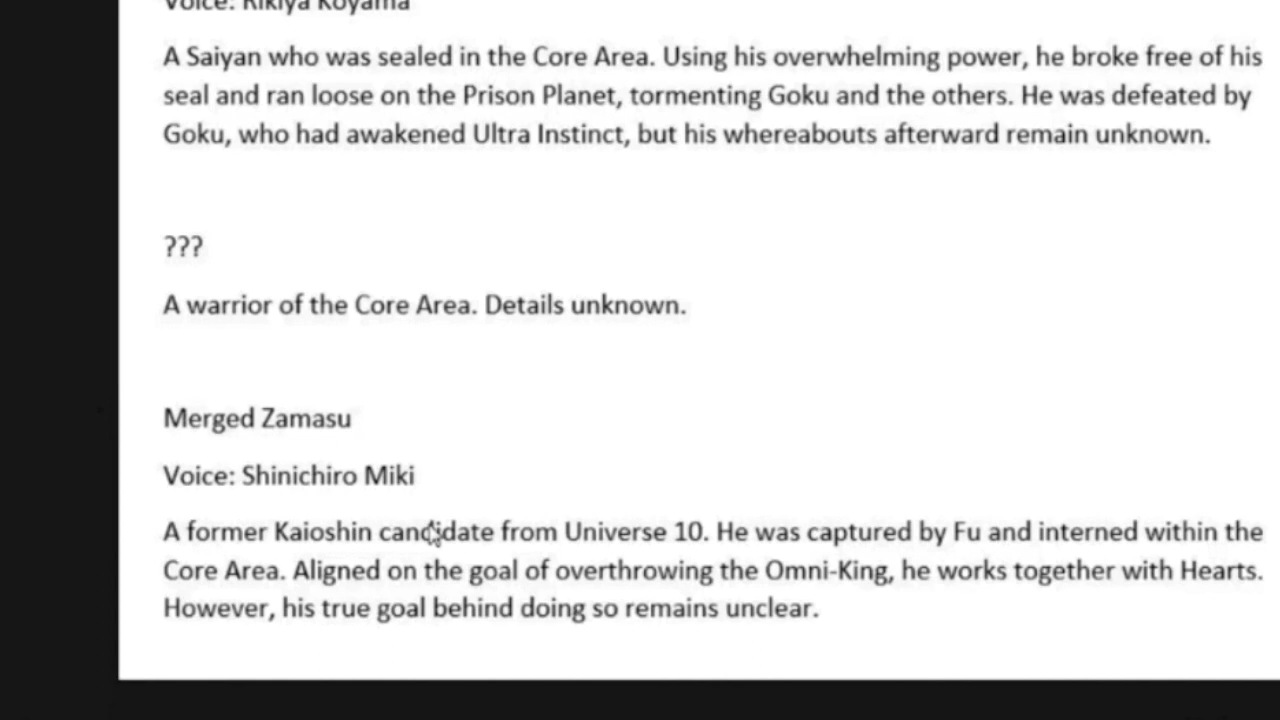 Voice: Rikiya Koyama
A Saiyan who was sealed in the Core Area. Using his overwhelming power, he broke free of his
seal and ran loose on the Prison Planet, tormenting Goku and the others. He was defeated by
Goku, who had awakened Ultra Instinct, but his whereabouts afterward remain unknown.
???
A warrior of the Core Area. Details unknown.
Merged Zamasu
Voice: Shinichiro Miki
A former Kaioshin candidate from Universe 10. He was captured by Fu and interned within the
Core Area. Aligned on the goal of overthrowing the Omni-King, he works together with Hearts.
However, his true goal behind doing so remains unclear.